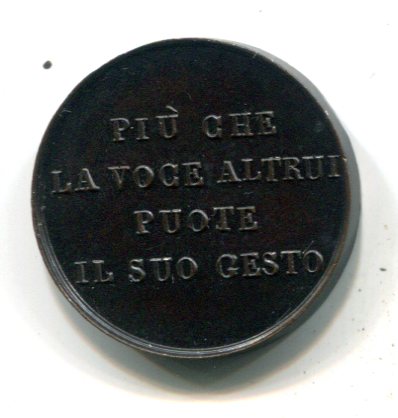 PIÙ CHE
LA VOCE ALTRUI
PUOTE
IL SUO GESTO